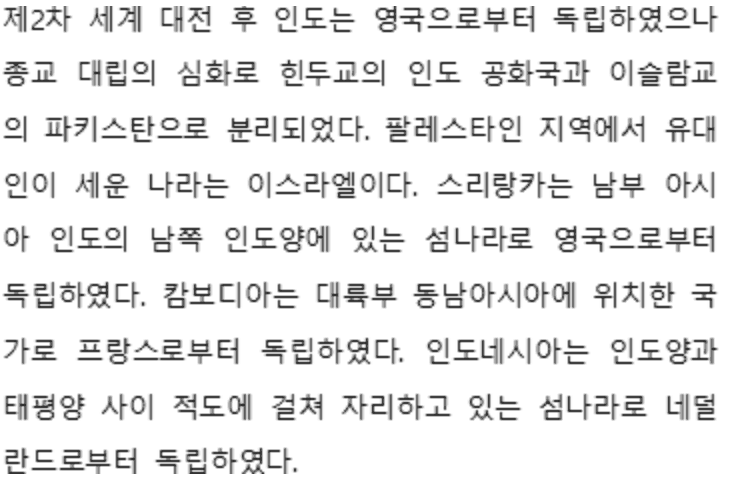 제2차 세계 대전 후 인도는 영국으로부터 독립하였으나
종교 대립의 심화로 힌두교의 인도 공화국과 이슬람교
의 파키스탄으로 분리되었다. 팔레스타인 지역에서 유대
인이 세운 나라는 이스라엘이다. 스리랑카는 남부 아시
아 인도의 남쪽 인도양에 있는 섬나라로 영국으로부터
독립하였다. 캄보디아는 대륙부 동남아시아에 위치한 국
가로 프랑스로부터 독립하였다. 인도네시아는 인도양과
태평양 사이 적도에 걸쳐 자리하고 있는 섬나라로 네덜
란드로부터 독립하였다.